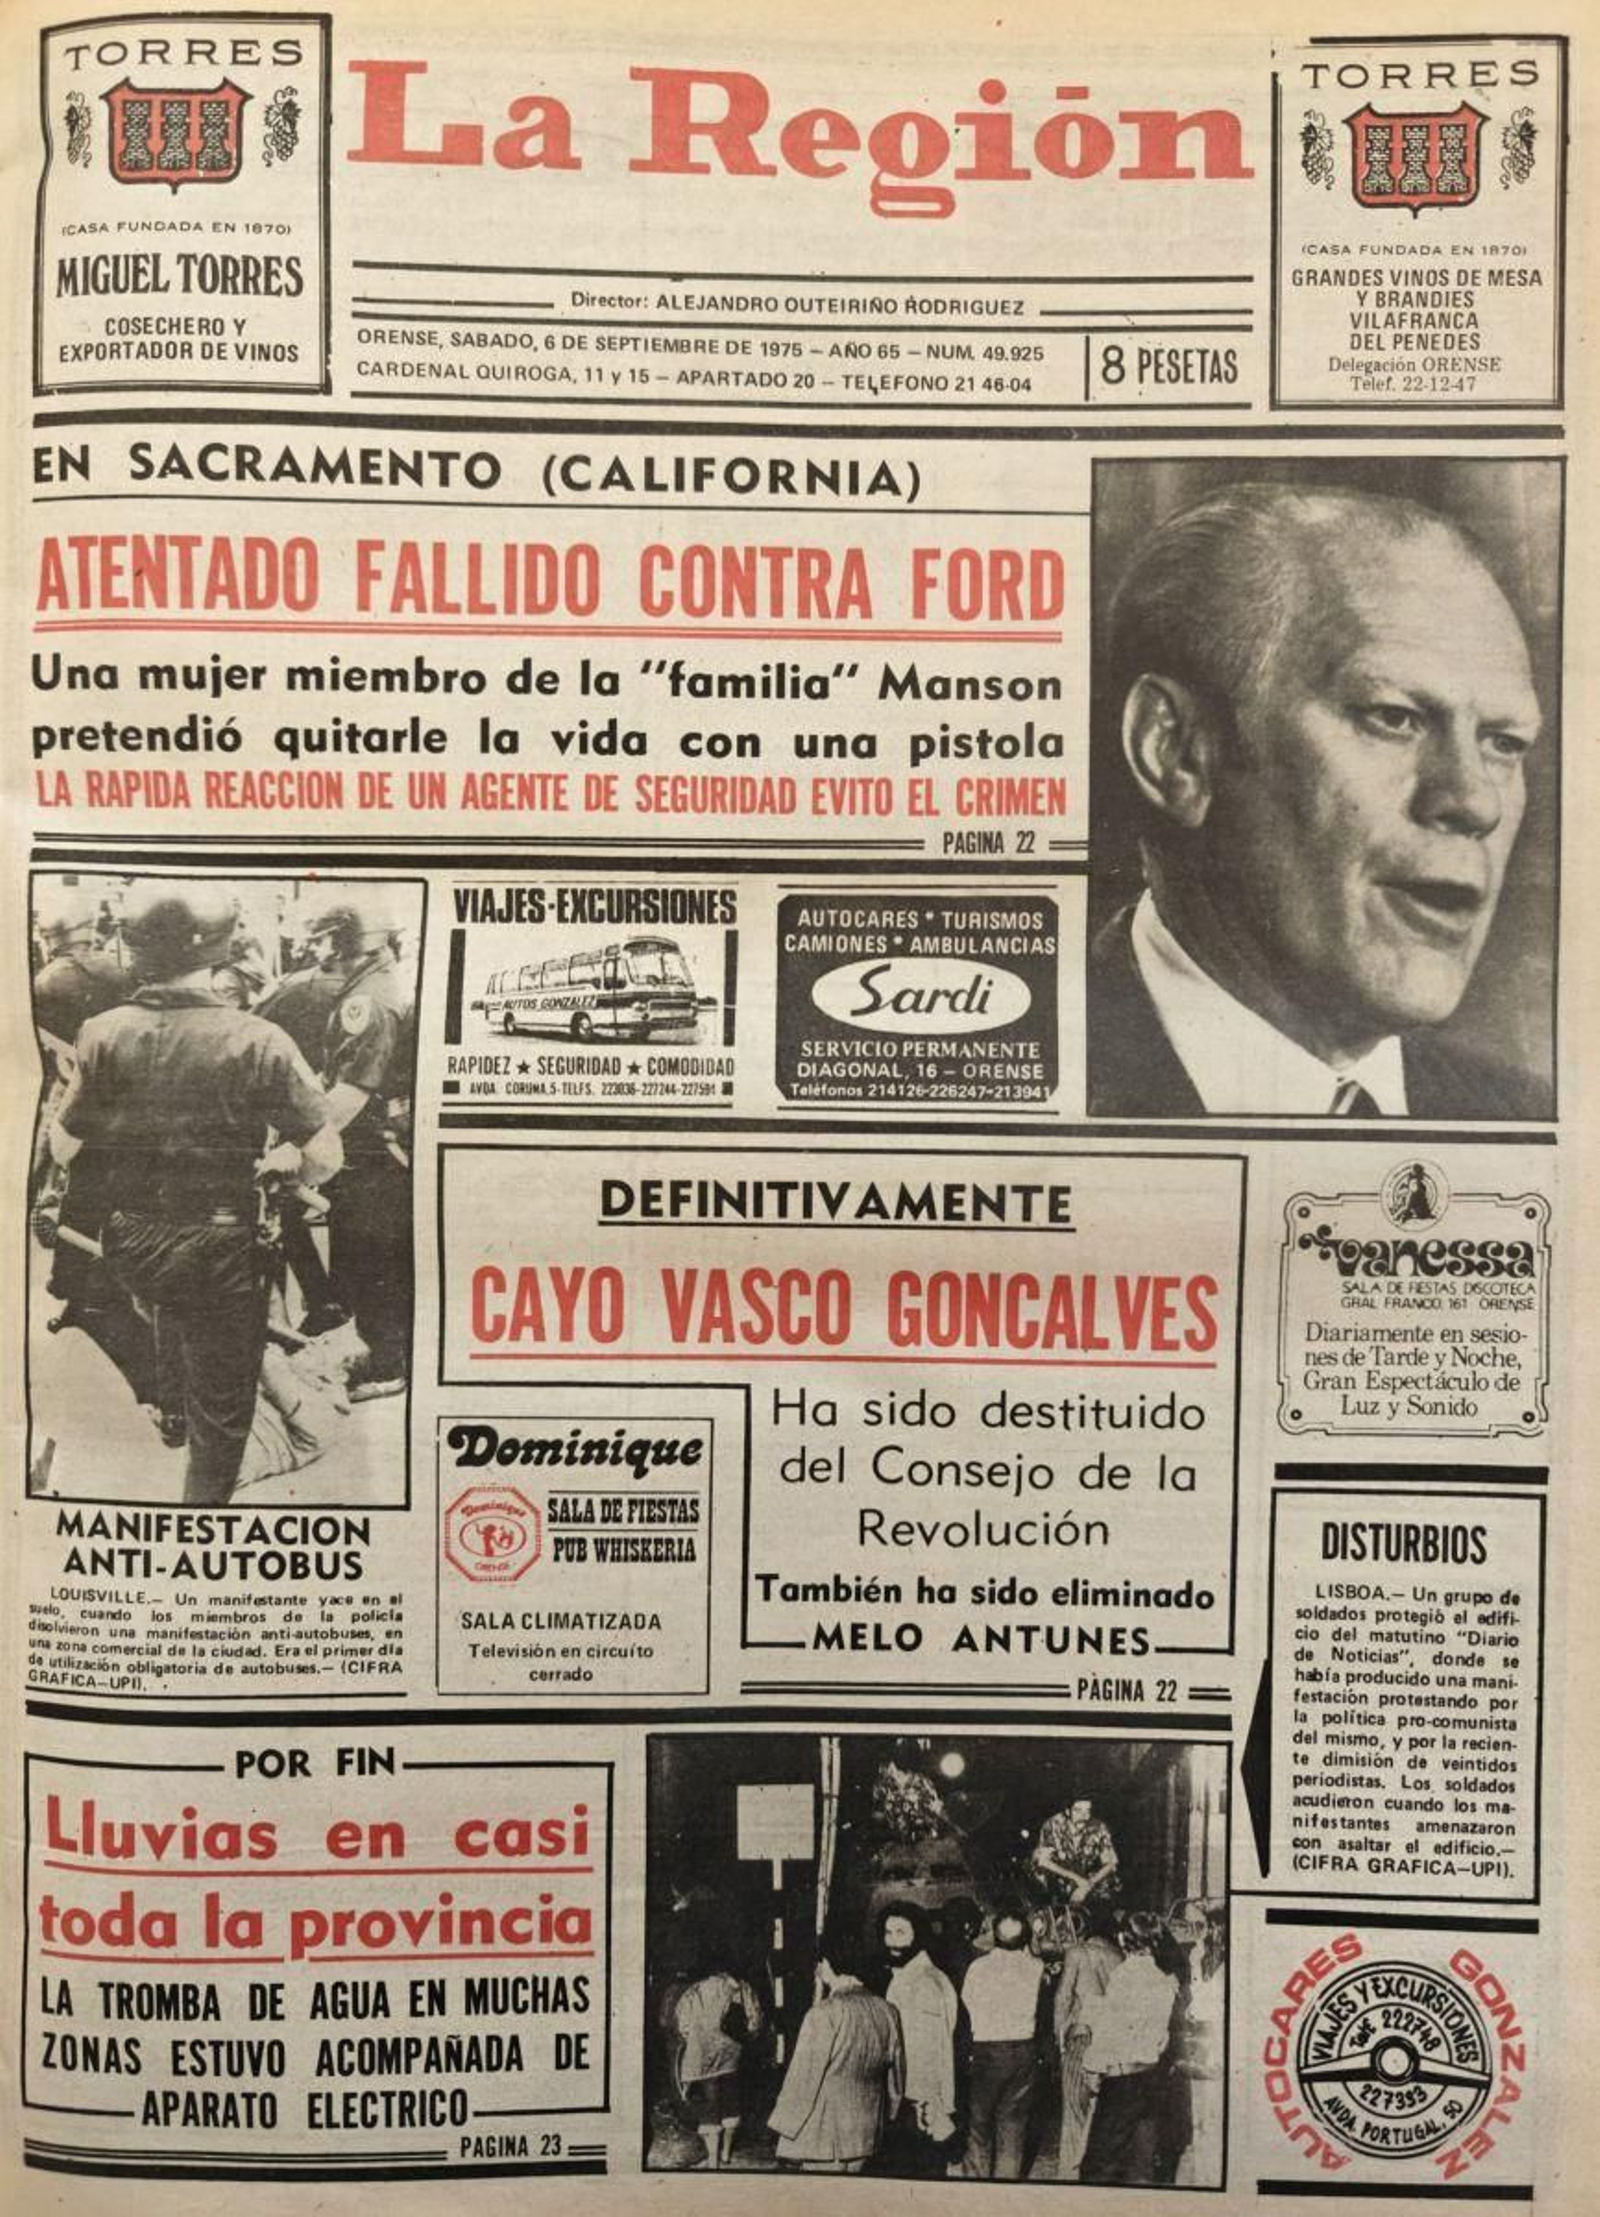 TORRES
(CASA FUNDADA EN 1870)
MIGUEL TORRES
COSECHERO Y
EXPORTADOR DE VINOS
La Región
Director: ALEJANDRO OUTEIRIÑO RODRIGUEZ
ORENSE, SABADO, 6 DE SEPTIEMBRE DE 1975 – AÑO 65 – NUM. 49.925
CARDENAL QUIROGA, 11 y 15 – APARTADO 20 – TELEFONO 21 46-04
8 PESETAS
TORRES
(CASA FUNDADA EN 1870)
GRANDES VINOS DE MESA
Y BRANDIES
VILAFRANCA
DEL PENEDES
Delegación ORENSE
Telef. 22-12-47
EN SACRAMENTO (CALIFORNIA)
ATENTADO FALLIDO CONTRA FORD
Una mujer miembro de la "familia" Manson
pretendió quitarle la vida con una pistola
LA RAPIDA REACCION DE UN AGENTE DE SEGURIDAD EVITO EL CRIMEN
PAGINA 22
VIAJES-EXCURSIONES
AUTOS GONZALEZ
RAPIDEZ ★ SEGURIDAD ★ COMODIDAD
AVDA. CORUÑA, 5-TELFS. 223036-227244-227591
AUTOCARES * TURISMOS
CAMIONES * AMBULANCIAS
Sardi
SERVICIO PERMANENTE
DIAGONAL, 16 – ORENSE
Teléfonos 214126-226247-213941
MANIFESTACION
ANTI-AUTOBUS
LOUISVILLE.– Un manifestante yace en el
suelo, cuando los miembros de la policía
disolvieron una manifestación anti-autobuses, en
una zona comercial de la ciudad. Era el primer día
de utilización obligatoria de autobuses.– (CIFRA
GRAFICA–UPI).
DEFINITIVAMENTE
CAYO VASCO GONCALVES
Ha sido destituido
del Consejo de la
Revolución
También ha sido eliminado
MELO ANTUNES
PAGINA 22
Dominique
Dominique
SALA DE FIESTAS
PUB WHISKERIA
SALA CLIMATIZADA
Televisión en circuíto
cerrado
vanessa
SALA DE FIESTAS DISCOTECA
GRAL FRANCO, 161 ORENSE
Diariamente en sesio-
nes de Tarde y Noche,
Gran Espectáculo de
Luz y Sonido
DISTURBIOS
LISBOA.– Un grupo de
soldados protegió el edifi-
cio del matutino "Diario
de Noticias", donde se
había producido una mani-
festación protestando por
la política pro-comunista
del mismo, y por la recien-
te dimisión de veintidos
periodistas. Los soldados
acudieron cuando los ma-
nifestantes amenazaron
con asaltar el edificio.–
(CIFRA GRAFICA–UPI).
POR FIN
Lluvias en casi
toda la provincia
LA TROMBA DE AGUA EN MUCHAS
ZONAS ESTUVO ACOMPAÑADA DE
APARATO ELECTRICO
PAGINA 23
AUTOCARES GONZALEZ
VIAJES Y EXCURSIONES
Telf. 222748
227393
AVDA. PORTUGAL, 50